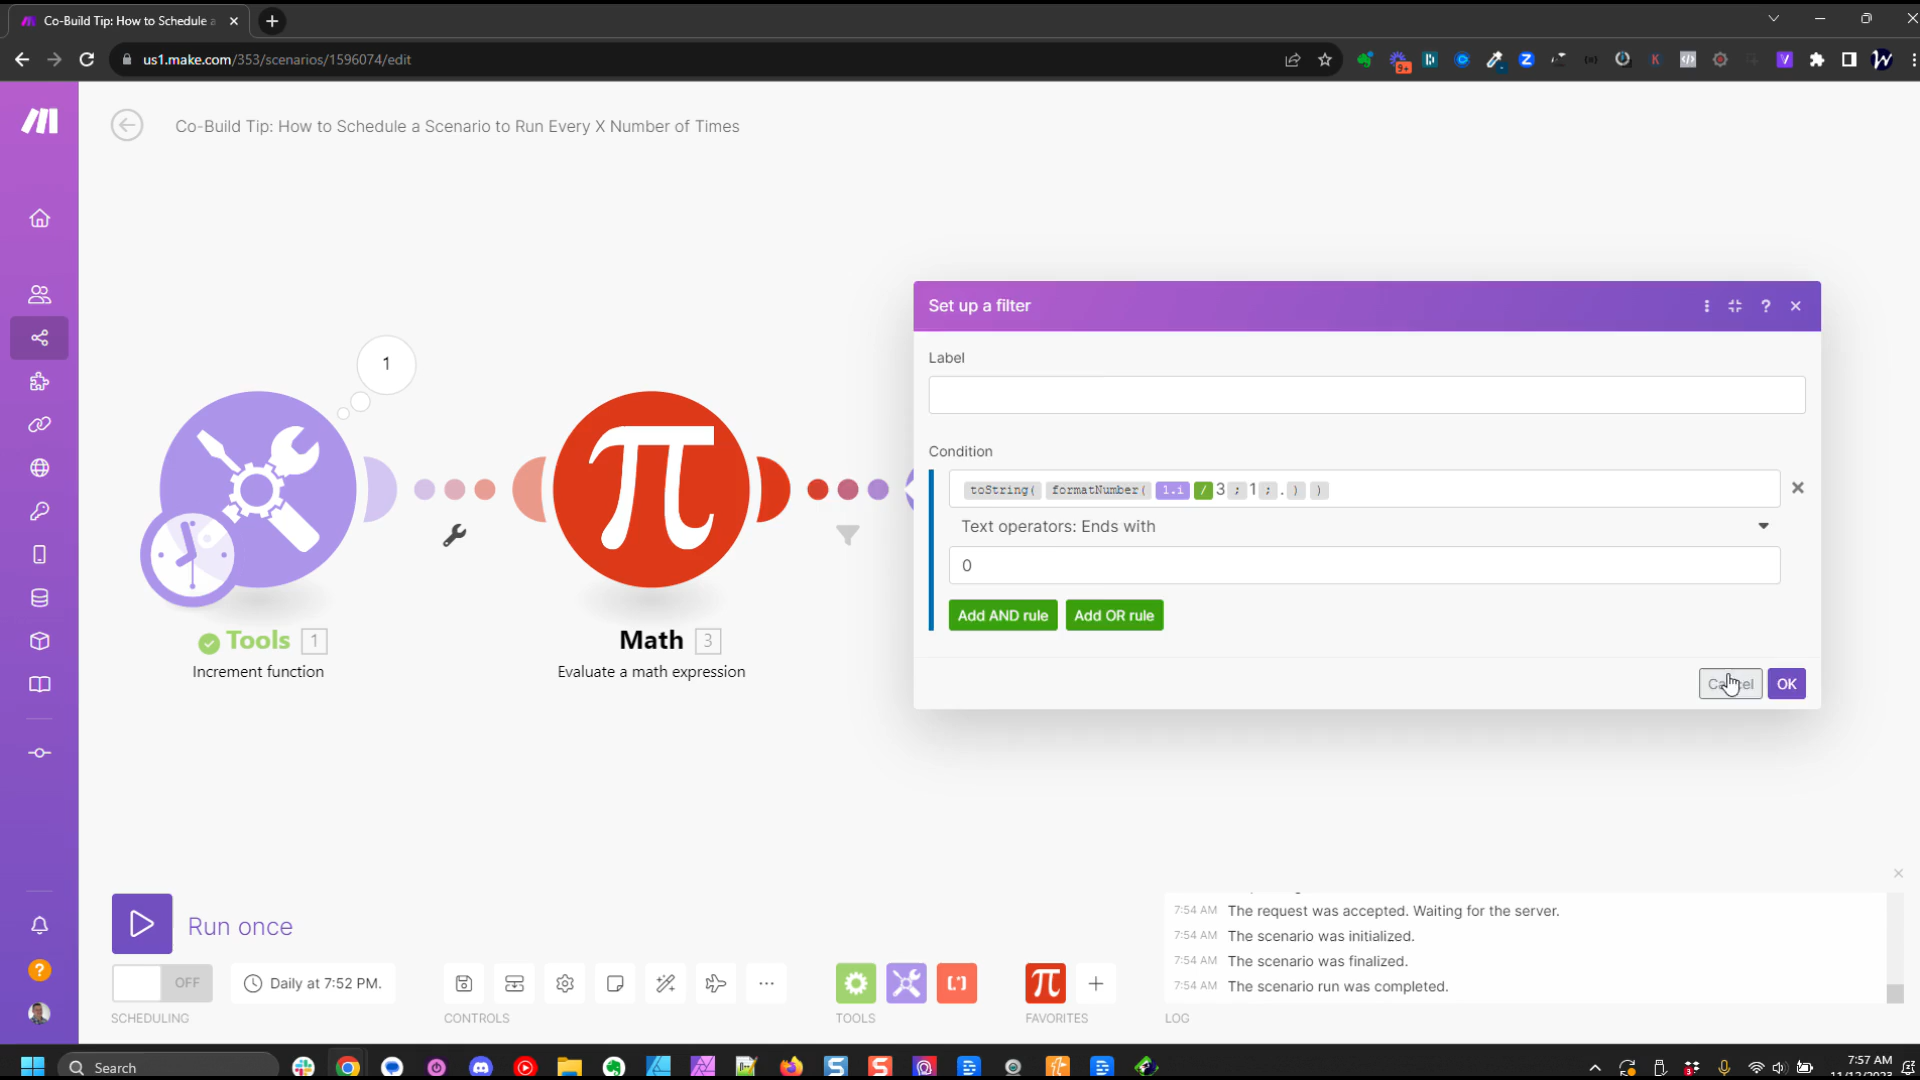 Co-Build Tip: How to Schedule a
us1.make.com/353/scenarios/1596074/edit
9+
Co-Build Tip: How to Schedule a Scenario to Run Every X Number of Times
Set up a filter
Label
1
Condition
toString( formatNumber( 1.i / 3 ; 1 ; . ) )
Text operators: Ends with
0
Add AND rule Add OR rule
Tools 1
Increment function
Math 3
Evaluate a math expression
Cancel OK
Run once
7:54 AM The request was accepted. Waiting for the server.
7:54 AM The scenario was initialized.
7:54 AM The scenario was finalized.
7:54 AM The scenario run was completed.
OFF
Daily at 7:52 PM.
SCHEDULING
CONTROLS
TOOLS
FAVORITES
LOG
Search
7:57 AM